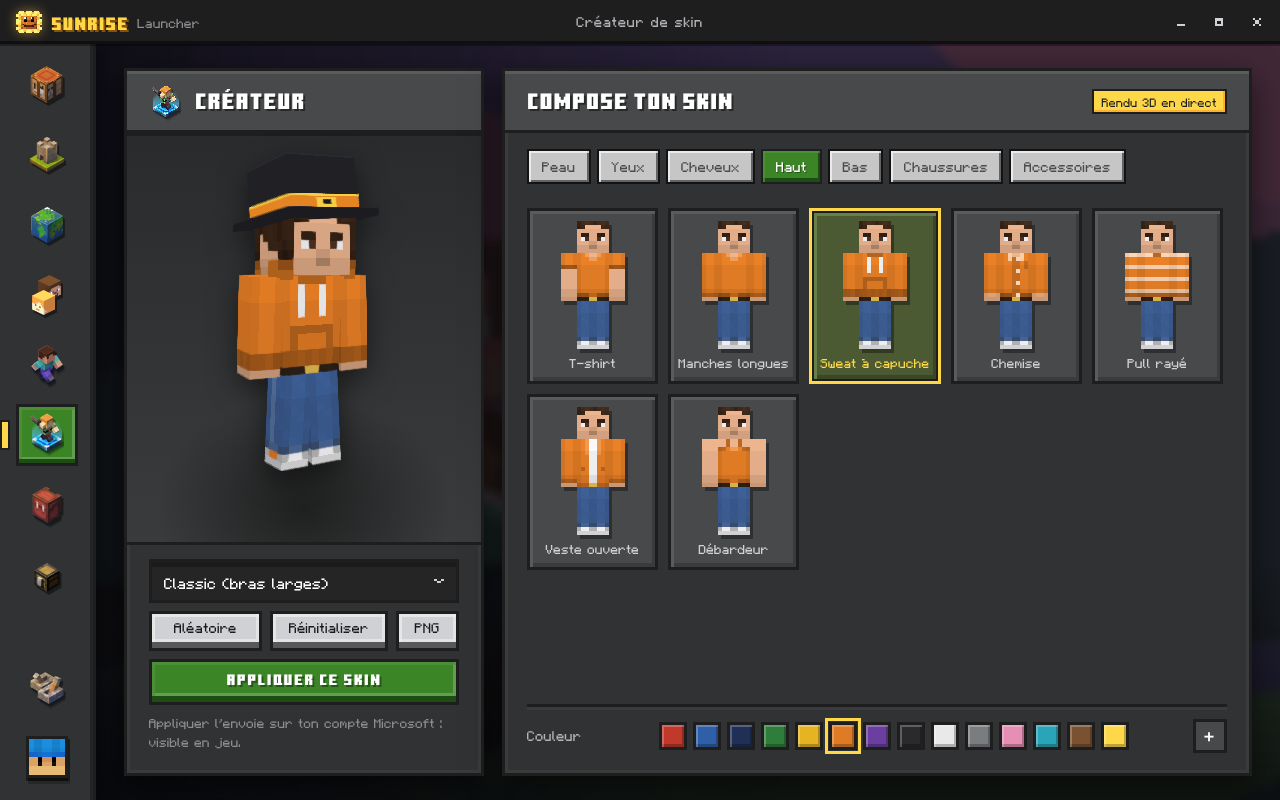 SUNRISE Launcher
Créateur de skin
CRÉATEUR
COMPOSE TON SKIN
Rendu 3D en direct
Peau
Yeux
Cheveux
Haut
Bas
Chaussures
Accessoires
T-shirt
Manches longues
Sweat à capuche
Chemise
Pull rayé
Veste ouverte
Débardeur
Classic (bras larges)
Aléatoire
Réinitialiser
PNG
APPLIQUER CE SKIN
Appliquer l'envoie sur ton compte Microsoft :
visible en jeu.
Couleur
+